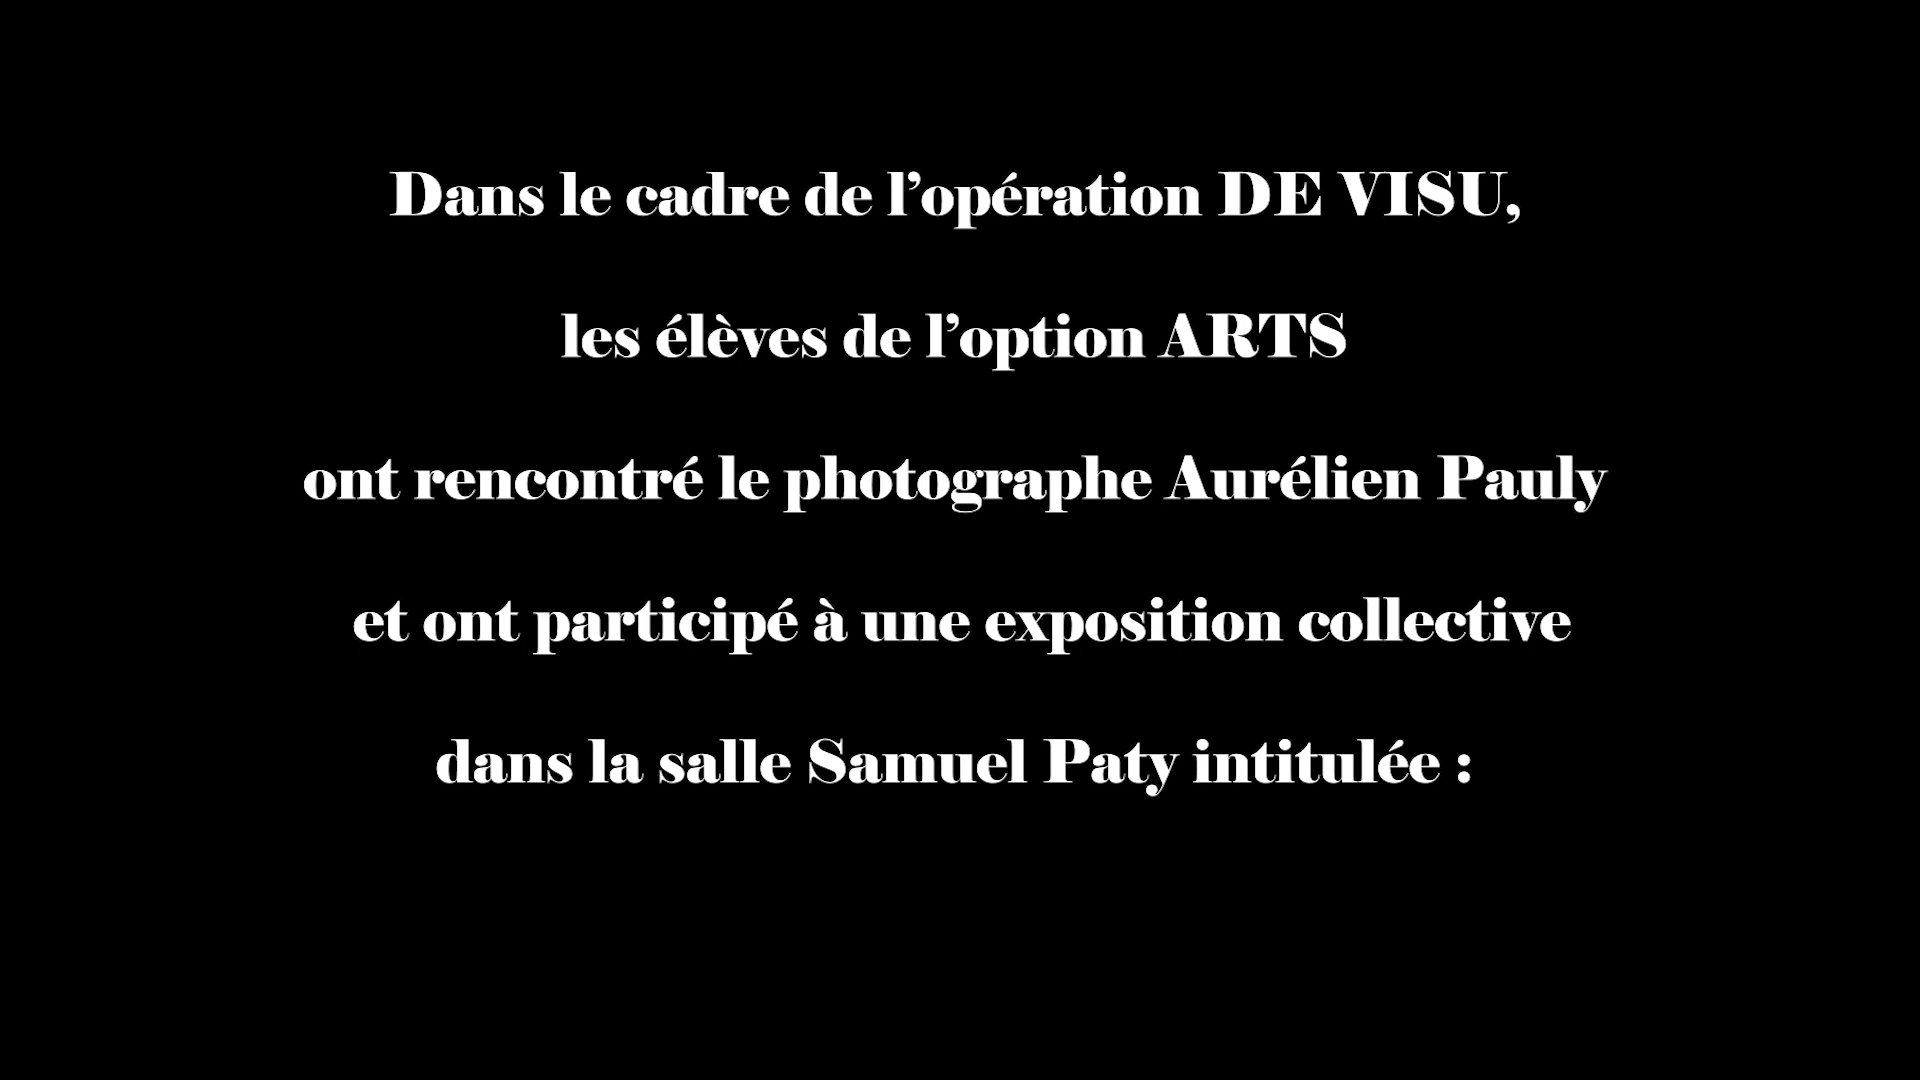 Dans le cadre de l’opération DE VISU,
les élèves de l’option ARTS
ont rencontré le photographe Aurélien Pauly
et ont participé à une exposition collective
dans la salle Samuel Paty intitulée :